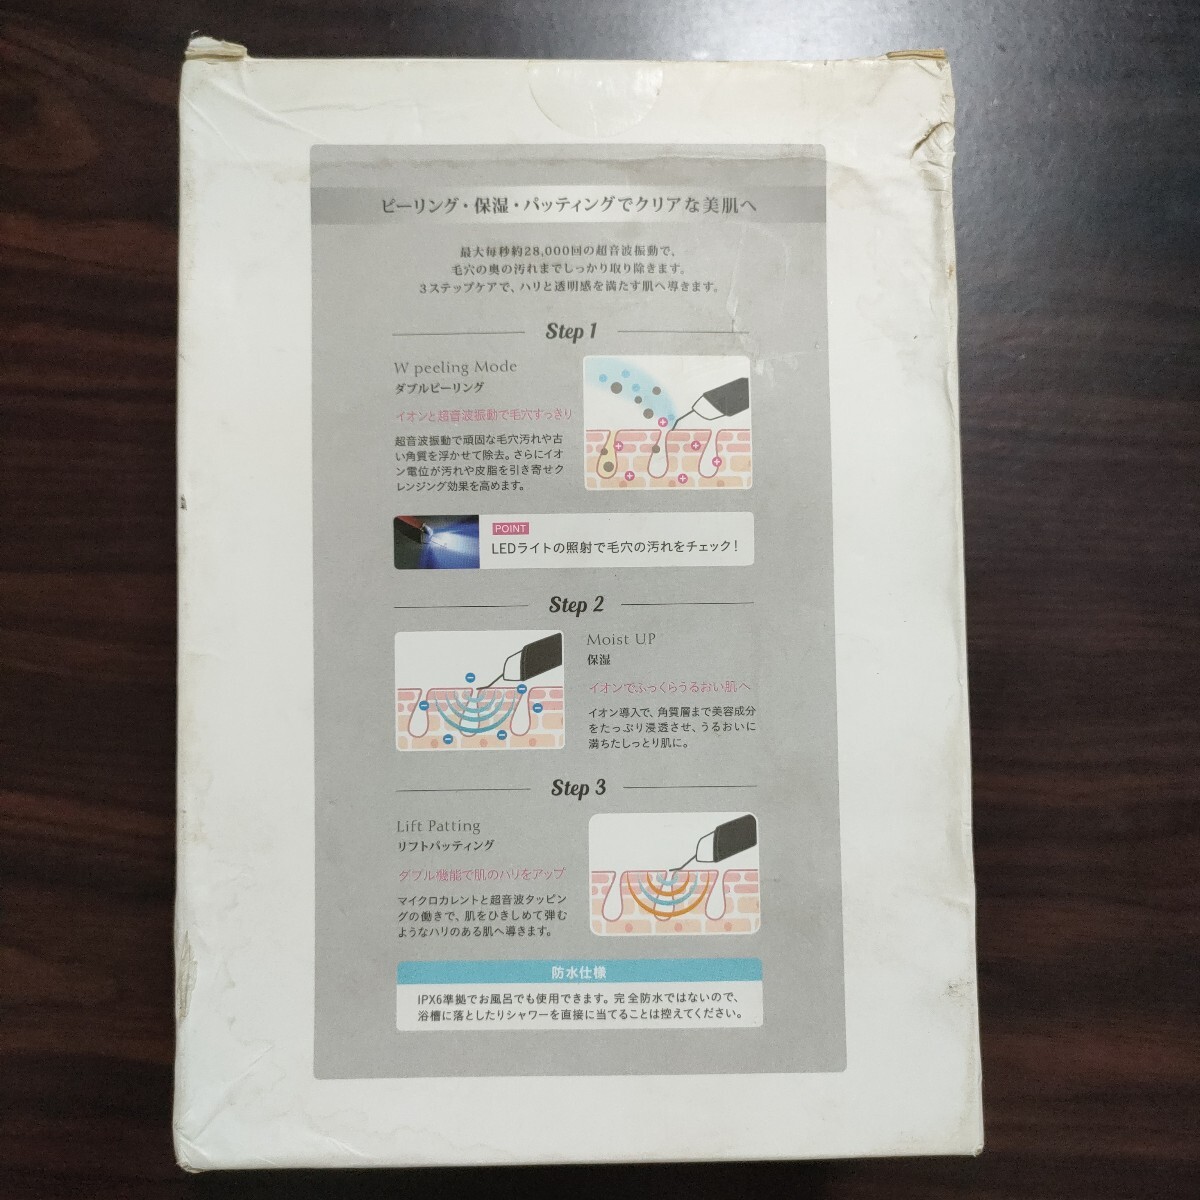 ピーリング・保湿・パッティングでクリアな美肌へ
最大毎秒約28,000回の超音波振動で、
毛穴の奥の汚れまでしっかり取り除きます。
3ステップケアで、ハリと透明感を満たす肌へ導きます。
Step 1
W peeling Mode
ダブルピーリング
イオンと超音波振動で毛穴すっきり
超音波振動で頑固な毛穴汚れや古
い角質を浮かせて除去。さらにイオ
ン電位が汚れや皮脂を引き寄せク
レンジング効果を高めます。
POINT
LEDライトの照射で毛穴の汚れをチェック!
Step 2
Moist UP
保湿
イオンでふっくらうるおい肌へ
イオン導入で、角質層まで美容成分
をたっぷり浸透させ、うるおいに
満ちたしっとり肌に。
Step 3
Lift Patting
リフトパッティング
ダブル機能で肌のハリをアップ
マイクロカレントと超音波タッピン
グの働きで、肌をひきしめて弾む
ようなハリのある肌へ導きます。
防水仕様
IPX6準拠でお風呂でも使用できます。完全防水ではないので、
浴槽に落としたりシャワーを直接に当てることは控えてください。